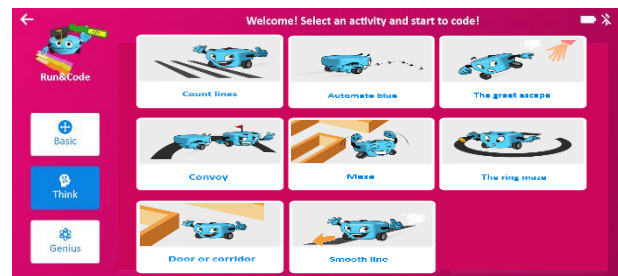 Welcome! Select an activity and start to code!
Run&Code
Basic
Think
Genius
Count lines
Automate blue
The great escape
Convoy
Maze
The ring maze
Door or corridor
Smooth line